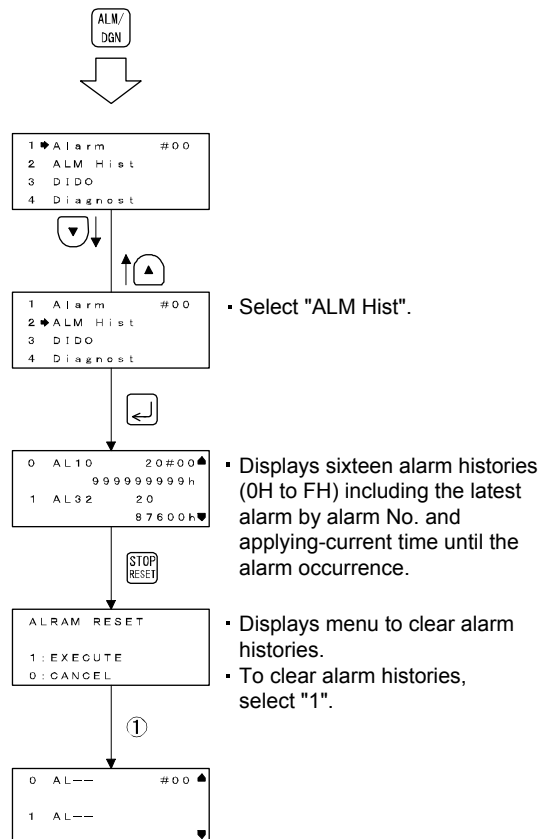 ALM/
DGN
1 Alarm #00
2 ALM Hist
3 DIDO
4 Diagnost
1 Alarm #00
2 ALM Hist
3 DIDO
4 Diagnost
▪ Select "ALM Hist".
0 AL10 20#00
999999999h
1 AL32 20
87600h
▪ Displays sixteen alarm histories
(0H to FH) including the latest
alarm by alarm No. and
applying-current time until the
alarm occurrence.
STOP
RESET
ALRAM RESET
1:EXECUTE
0:CANCEL
▪ Displays menu to clear alarm
histories.
▪ To clear alarm histories,
select "1".
①
0 AL-- #00
1 AL--